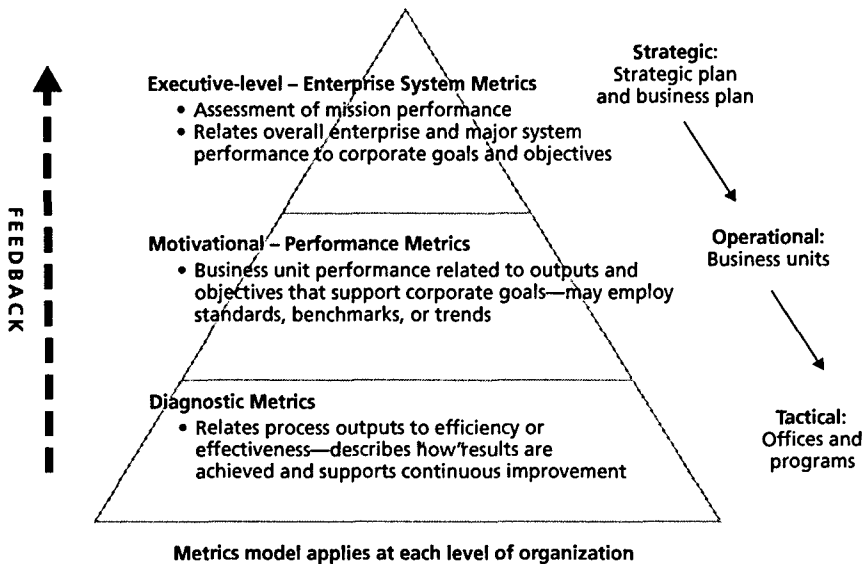 Executive-level – Enterprise System Metrics
• Assessment of mission performance
• Relates overall enterprise and major system
performance to corporate goals and objectives
Strategic:
Strategic plan
and business plan
Motivational – Performance Metrics
• Business unit performance related to outputs and
objectives that support corporate goals—may employ
standards, benchmarks, or trends
Operational:
Business units
Diagnostic Metrics
• Relates process outputs to efficiency or
effectiveness—describes "how" results are
achieved and supports continuous improvement
Tactical:
Offices and
programs
FEEDBACK
Metrics model applies at each level of organization